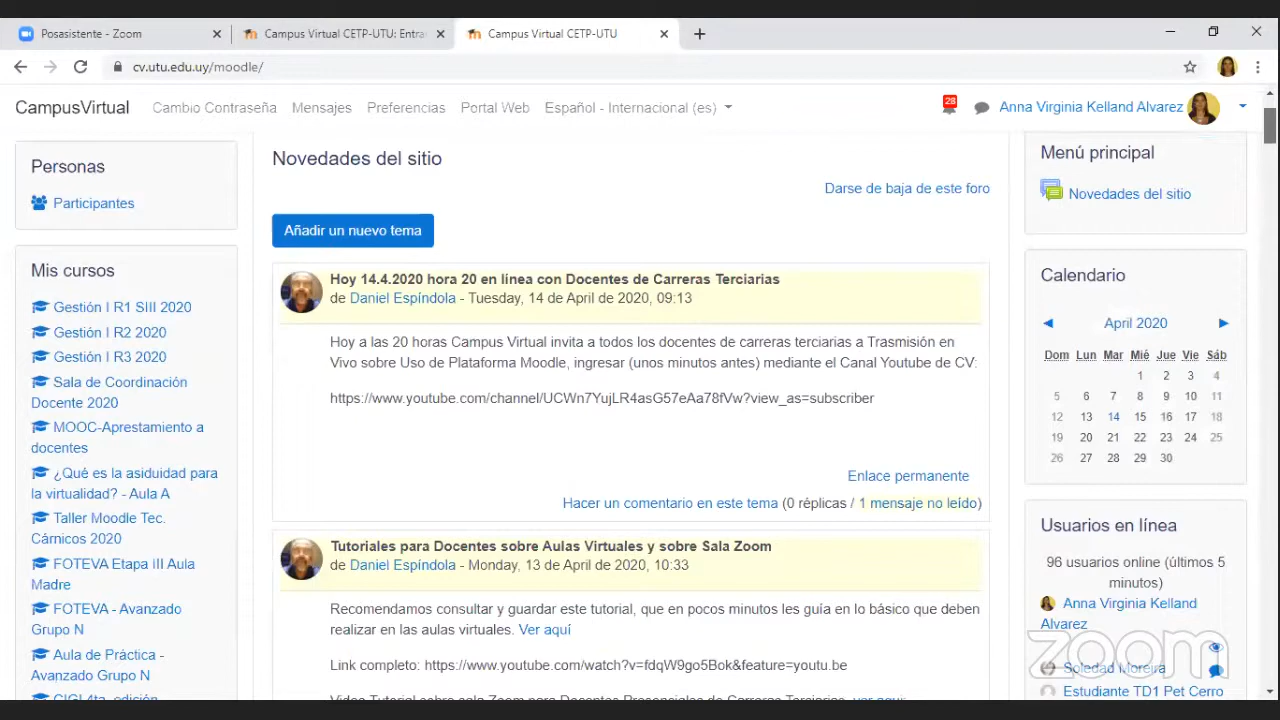 Posasistente - Zoom
Campus Virtual CETP-UTU: Entra
Campus Virtual CETP-UTU
cv.utu.edu.uy/moodle/
CampusVirtual
Cambio Contraseña
Mensajes
Preferencias
Portal Web
Español - Internacional (es)
28
Anna Virginia Kelland Alvarez
Personas
Participantes
Mis cursos
Gestión I R1 SIII 2020
Gestión I R2 2020
Gestión I R3 2020
Sala de Coordinación
Docente 2020
MOOC-Aprestamiento a
docentes
¿Qué es la asiduidad para
la virtualidad? - Aula A
Taller Moodle Tec.
Cárnicos 2020
FOTEVA Etapa III Aula
Madre
FOTEVA - Avanzado
Grupo N
Aula de Práctica -
Avanzado Grupo N
Novedades del sitio
Darse de baja de este foro
Añadir un nuevo tema
Hoy 14.4.2020 hora 20 en línea con Docentes de Carreras Terciarias
de Daniel Espíndola - Tuesday, 14 de April de 2020, 09:13
Hoy a las 20 horas Campus Virtual invita a todos los docentes de carreras terciarias a Trasmisión en
Vivo sobre Uso de Plataforma Moodle, ingresar (unos minutos antes) mediante el Canal Youtube de CV:
https://www.youtube.com/channel/UCWn7YujLR4asG57eAa78fVw?view_as=subscriber
Enlace permanente
Hacer un comentario en este tema (0 réplicas / 1 mensaje no leído)
Tutoriales para Docentes sobre Aulas Virtuales y sobre Sala Zoom
de Daniel Espíndola - Monday, 13 de April de 2020, 10:33
Recomendamos consultar y guardar este tutorial, que en pocos minutos les guía en lo básico que deben
realizar en las aulas virtuales. Ver aquí
Link completo: https://www.youtube.com/watch?v=fdqW9go5Bok&feature=youtu.be
Menú principal
Novedades del sitio
Calendario
April 2020
Dom Lun Mar Mié Jue Vie Sáb
1 2 3 4
5 6 7 8 9 10 11
12 13 14 15 16 17 18
19 20 21 22 23 24 25
26 27 28 29 30
Usuarios en línea
96 usuarios online (últimos 5
minutos)
Anna Virginia Kelland
Alvarez
Soledad Moreira
Estudiante TD1 Pet Cerro
zoom